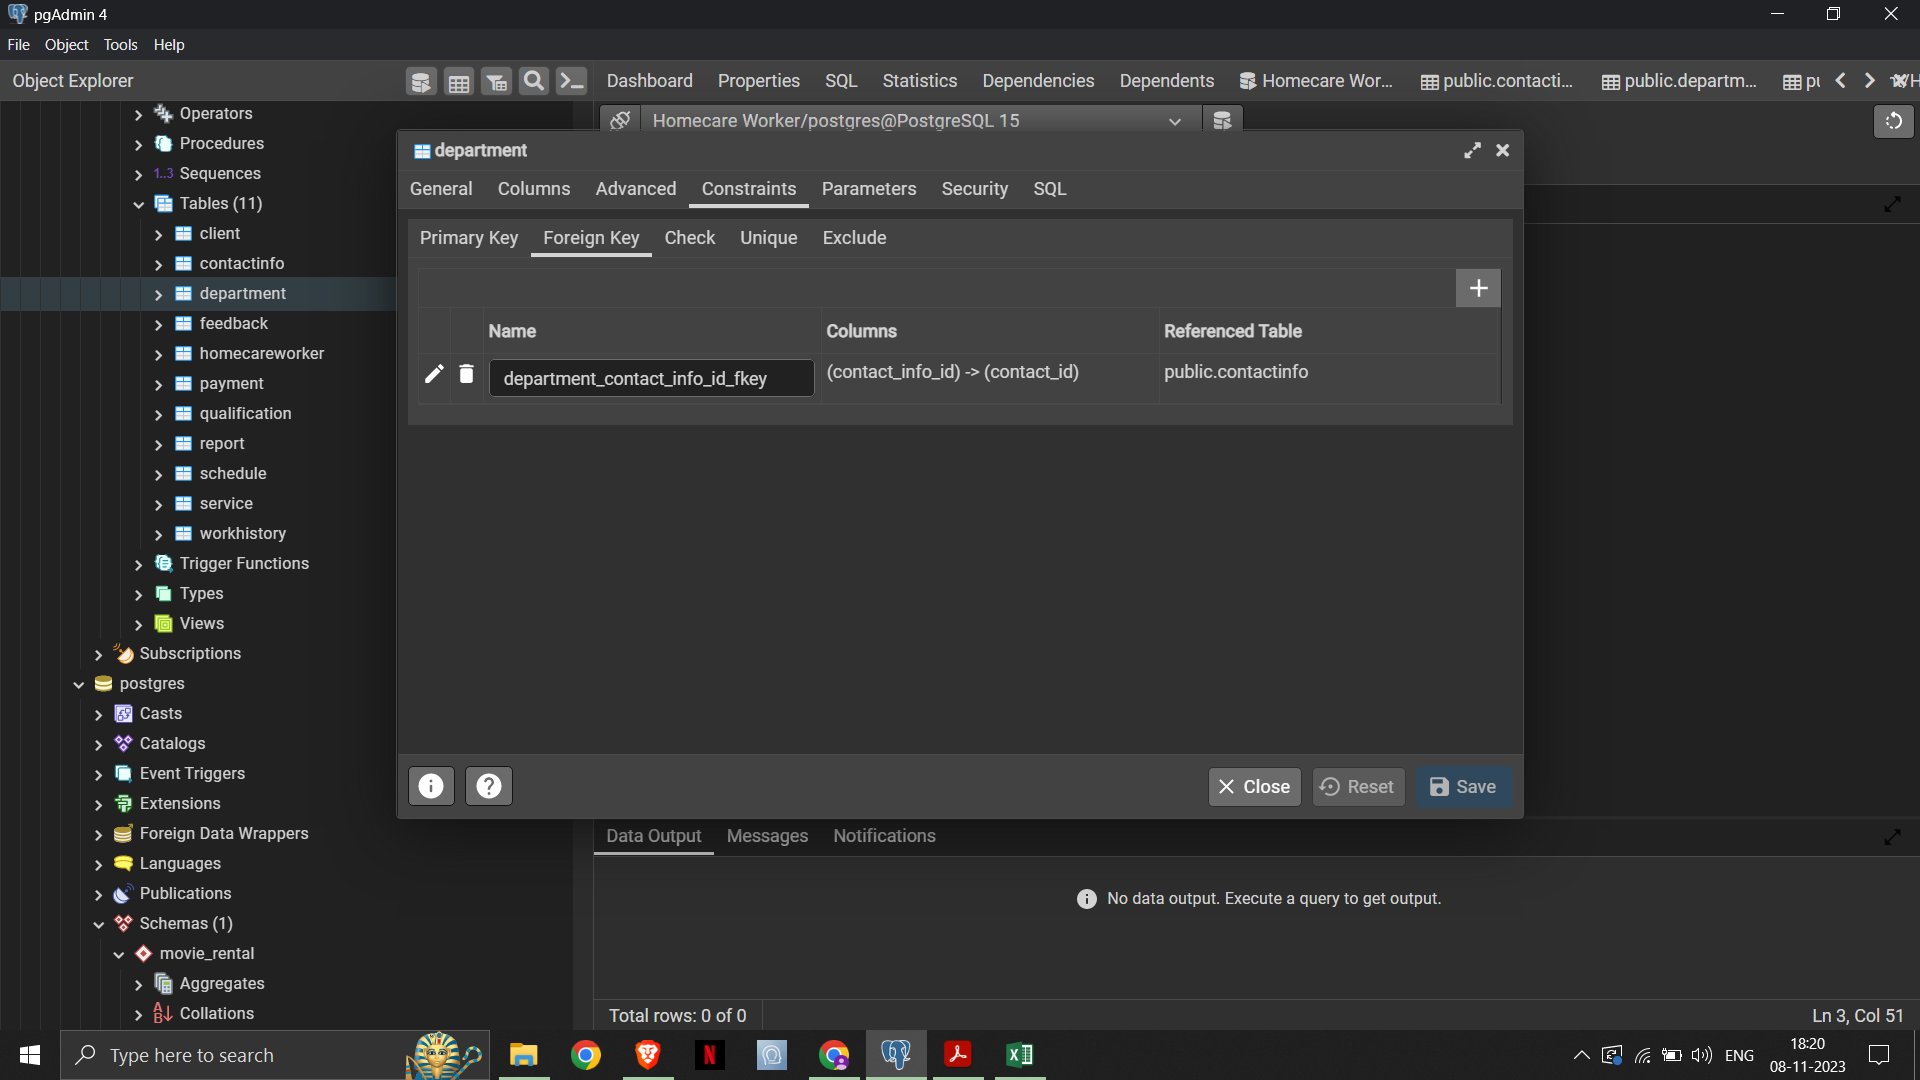 pgAdmin 4
File Object Tools Help
Object Explorer
Dashboard Properties SQL Statistics Dependencies Dependents Homecare Wor... public.contacti... public.departm... pu
Homecare Worker/postgres@PostgreSQL 15
Operators
Procedures
1..3 Sequences
Tables (11)
client
contactinfo
department
feedback
homecareworker
payment
qualification
report
schedule
service
workhistory
Trigger Functions
Types
Views
Subscriptions
postgres
Casts
Catalogs
Event Triggers
Extensions
Foreign Data Wrappers
Languages
Publications
Schemas (1)
movie_rental
Aggregates
Collations
department
General Columns Advanced Constraints Parameters Security SQL
Primary Key Foreign Key Check Unique Exclude
Name Columns Referenced Table
department_contact_info_id_fkey (contact_info_id) -> (contact_id) public.contactinfo
Close Reset Save
Data Output Messages Notifications
No data output. Execute a query to get output.
Total rows: 0 of 0
Ln 3, Col 51
Type here to search
ENG
18:20
08-11-2023